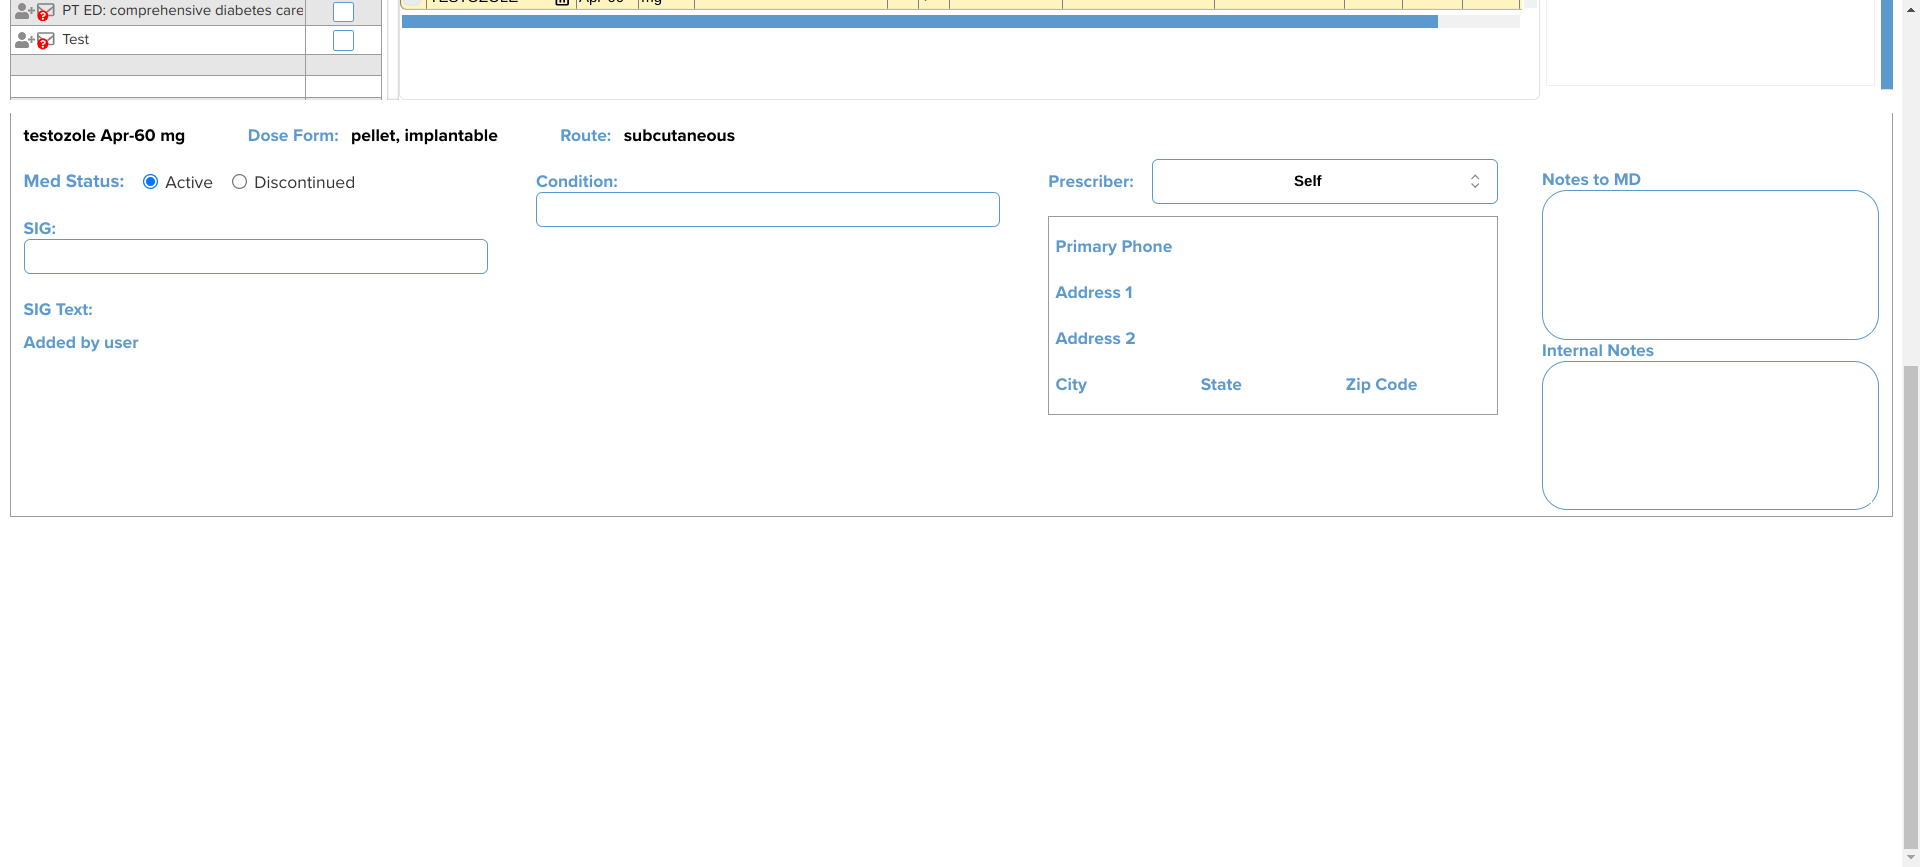 PT ED: comprehensive diabetes care
Test
testozole Apr-60 mg
Dose Form: pellet, implantable
Route: subcutaneous
Med Status: Active Discontinued
Condition:
Prescriber: Self
Notes to MD
SIG:
Primary Phone
Address 1
SIG Text:
Address 2
Added by user
Internal Notes
City State Zip Code